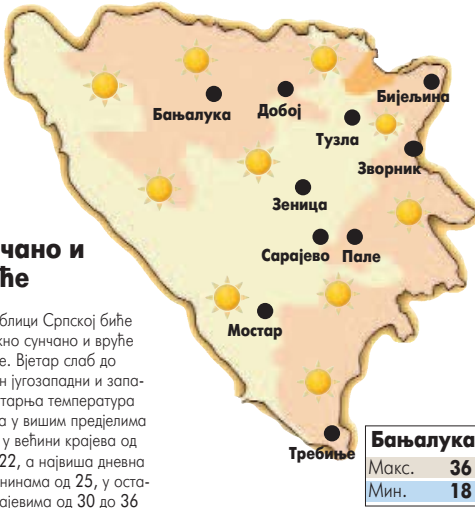 Бањалука
Добој
Бијељина
Тузла
Зворник
Зеница
Сарајево
Пале
Мостар
Требиње
чано и
ће
блици Српској биће
но сунчано и вруће
е. Вјетар слаб до
н југозападни и запа-
тарња температура
а у вишим предјелима
у већини крајева од
22, а највиша дневна
нинама од 25, у оста-
ајевима од 30 до 36
Бањалука
Макс. 36
Мин. 18